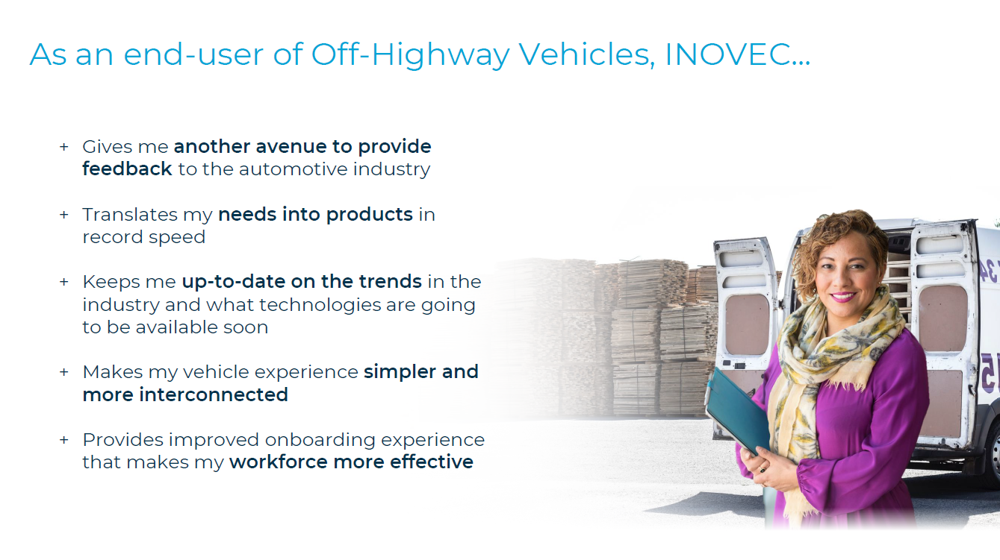 As an end-user of Off-Highway Vehicles, INOVEC...
+ Gives me another avenue to provide
feedback to the automotive industry
+ Translates my needs into products in
record speed
+ Keeps me up-to-date on the trends in the
industry and what technologies are going
to be available soon
+ Makes my vehicle experience simpler and
more interconnected
+ Provides improved onboarding experience
that makes my workforce more effective